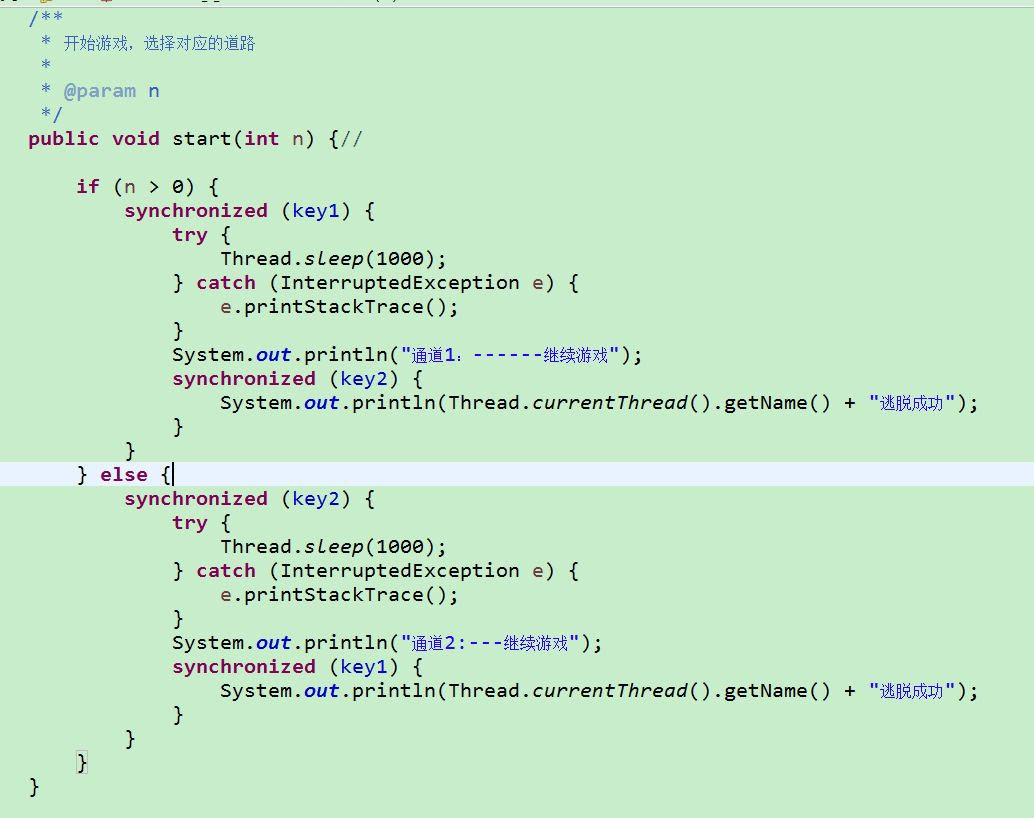 /**
 * 开始游戏，选择对应的道路
 *
 * @param n
 */
public void start(int n) {//
if (n > 0) {
synchronized (key1) {
try {
Thread.sleep(1000);
} catch (InterruptedException e) {
e.printStackTrace();
}
System.out.println("通道1：------继续游戏");
synchronized (key2) {
System.out.println(Thread.currentThread().getName() + "逃脱成功");
}
}
} else {
synchronized (key2) {
try {
Thread.sleep(1000);
} catch (InterruptedException e) {
e.printStackTrace();
}
System.out.println("通道2:---继续游戏");
synchronized (key1) {
System.out.println(Thread.currentThread().getName() + "逃脱成功");
}
}
}
}